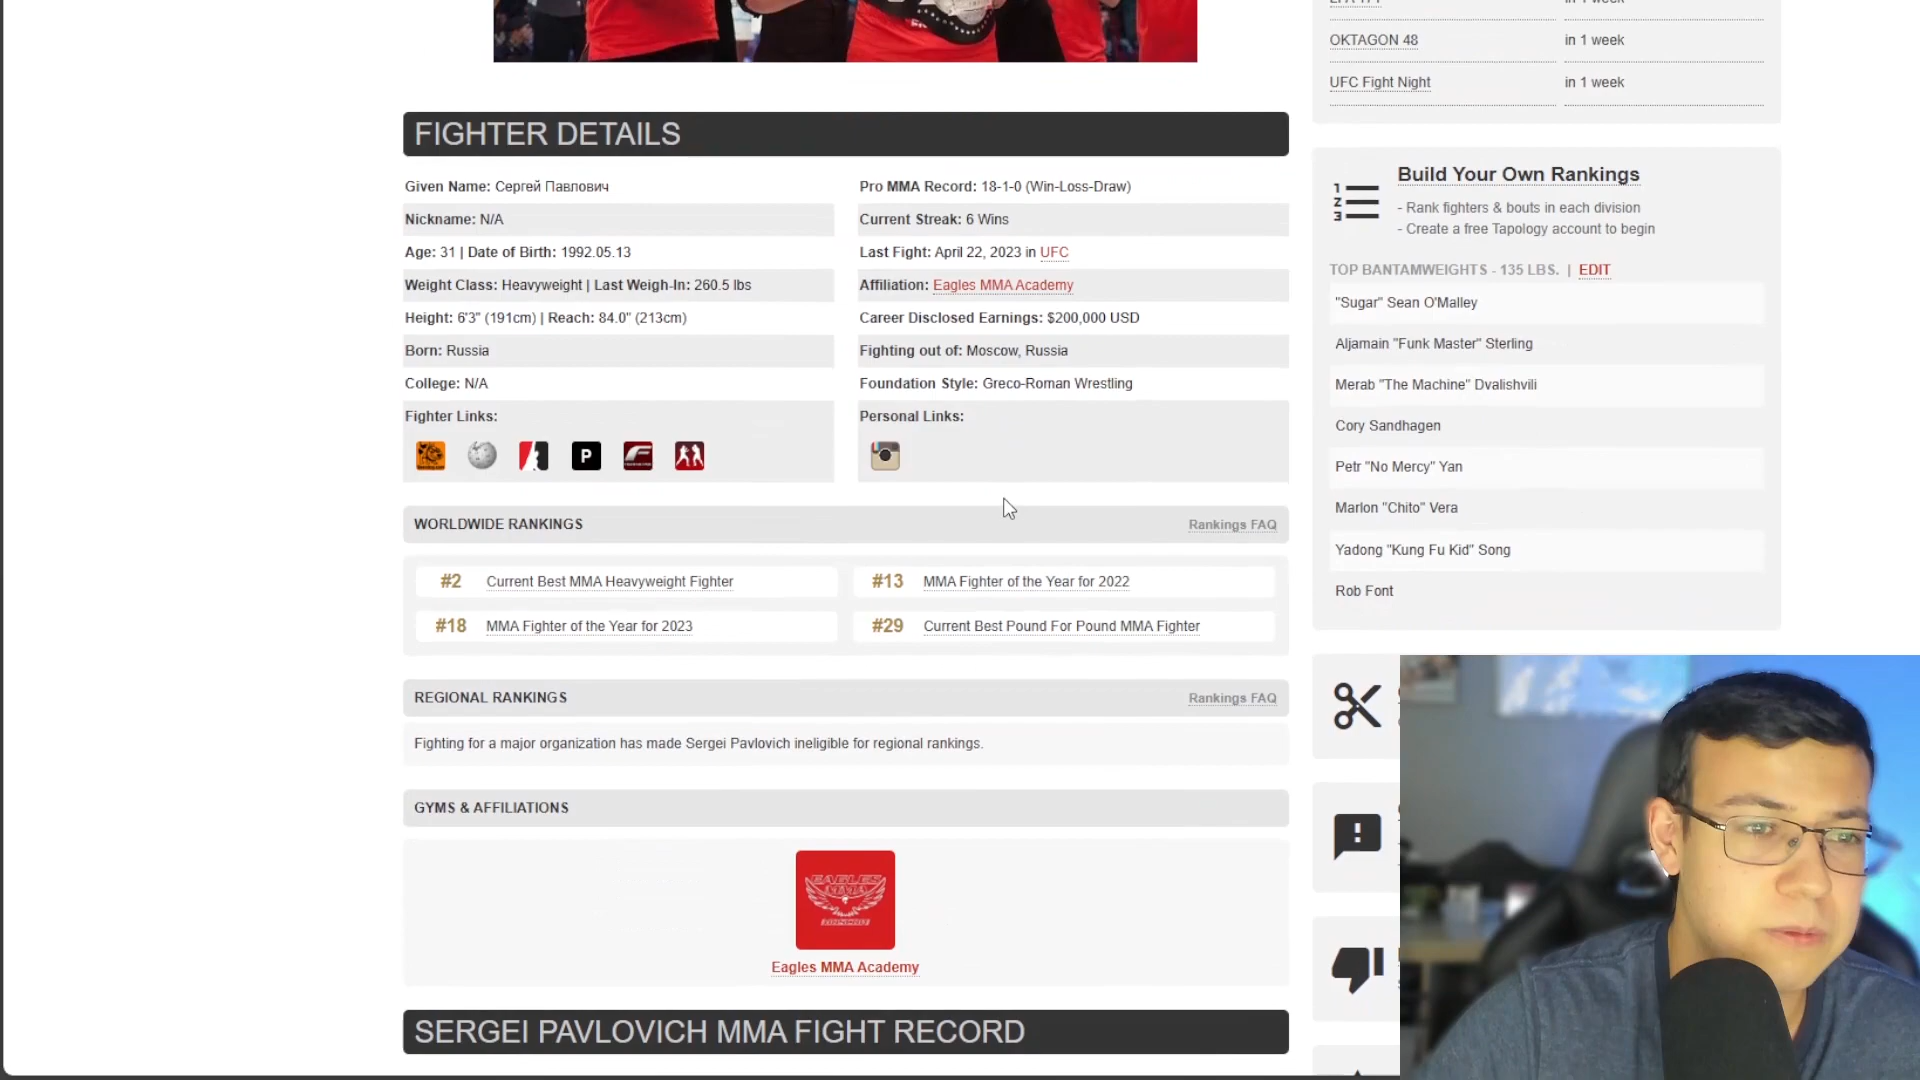 in 1 week
OKTAGON 48 in 1 week
UFC Fight Night in 1 week
FIGHTER DETAILS
Given Name: Сергей Павлович
Pro MMA Record: 18-1-0 (Win-Loss-Draw)
Nickname: N/A
Current Streak: 6 Wins
Age: 31 | Date of Birth: 1992.05.13
Last Fight: April 22, 2023 in UFC
Weight Class: Heavyweight | Last Weigh-In: 260.5 lbs
Affiliation: Eagles MMA Academy
Height: 6'3" (191cm) | Reach: 84.0" (213cm)
Career Disclosed Earnings: $200,000 USD
Born: Russia
Fighting out of: Moscow, Russia
College: N/A
Foundation Style: Greco-Roman Wrestling
Fighter Links:
Personal Links:
P
WORLDWIDE RANKINGS
Rankings FAQ
#2 Current Best MMA Heavyweight Fighter
#13 MMA Fighter of the Year for 2022
#18 MMA Fighter of the Year for 2023
#29 Current Best Pound For Pound MMA Fighter
REGIONAL RANKINGS
Rankings FAQ
Fighting for a major organization has made Sergei Pavlovich ineligible for regional rankings.
GYMS & AFFILIATIONS
EAGLES
MMA
Eagles MMA Academy
SERGEI PAVLOVICH MMA FIGHT RECORD
1
2
3
Build Your Own Rankings
- Rank fighters & bouts in each division
- Create a free Tapology account to begin
TOP BANTAMWEIGHTS - 135 LBS. | EDIT
"Sugar" Sean O'Malley
Aljamain "Funk Master" Sterling
Merab "The Machine" Dvalishvili
Cory Sandhagen
Petr "No Mercy" Yan
Marlon "Chito" Vera
Yadong "Kung Fu Kid" Song
Rob Font